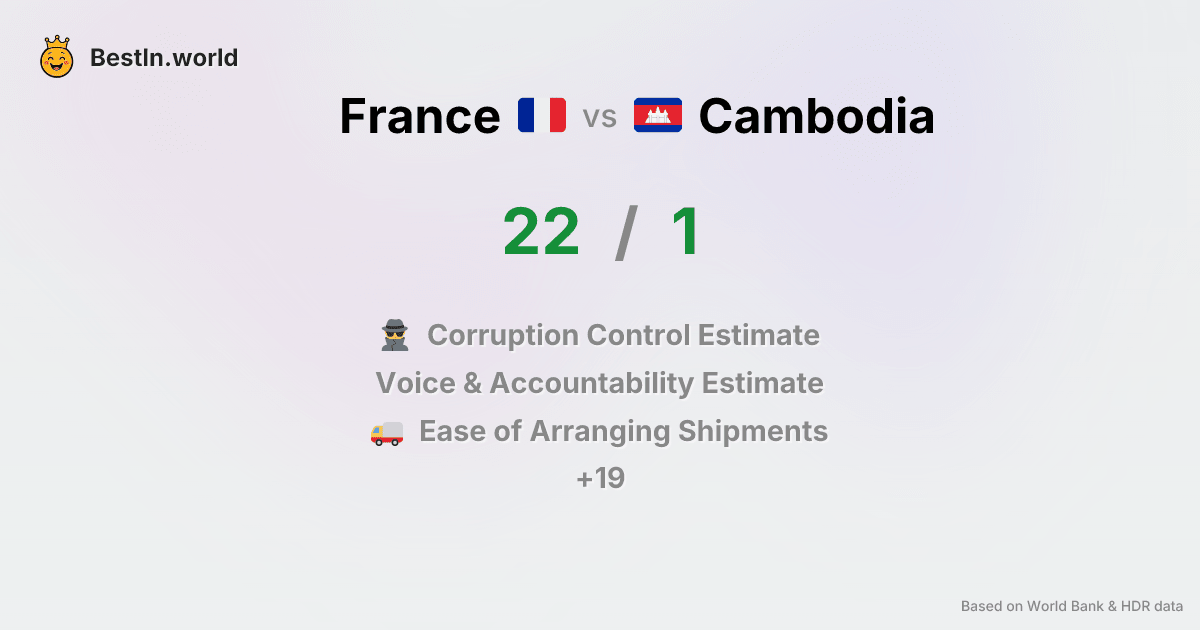 BestIn.world
France vs Cambodia
22 / 1
Corruption Control Estimate
Voice & Accountability Estimate
Ease of Arranging Shipments
+19
Based on World Bank & HDR data